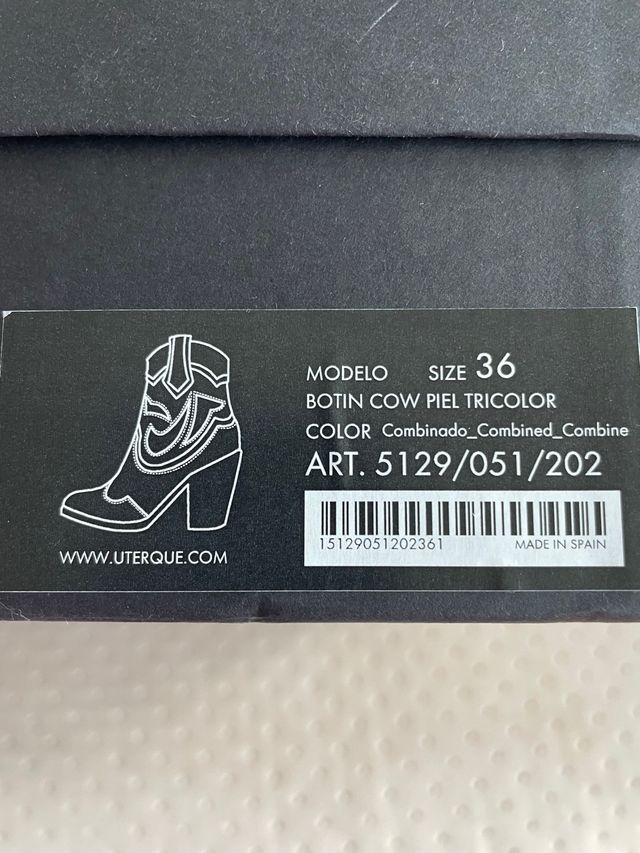 MODELO SIZE 36
BOTIN COW PIEL TRICOLOR
COLOR Combinado_Combined_Combine
ART. 5129/051/202
15129051202361 MADE IN SPAIN
WWW.UTERQUE.COM